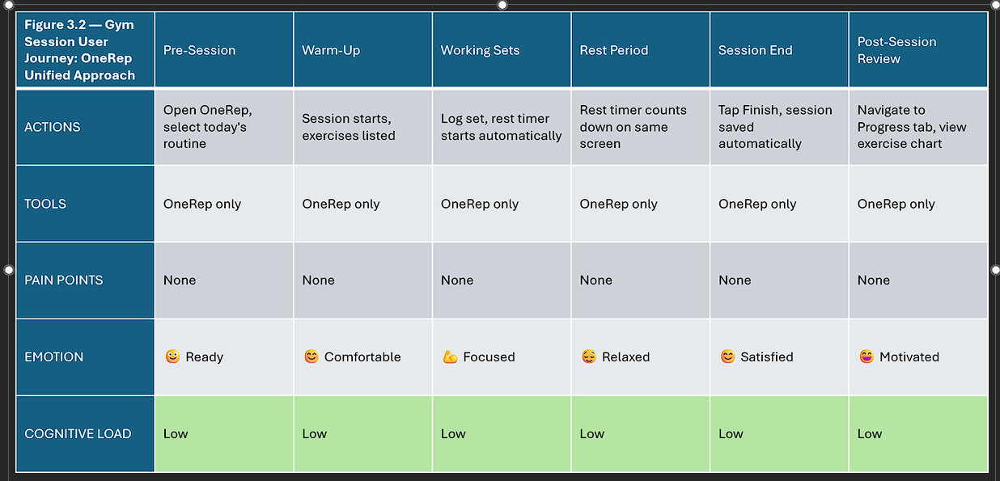 Figure 3.2 — Gym
Session User
Journey: OneRep
Unified Approach
Pre-Session
Warm-Up
Working Sets
Rest Period
Session End
Post-Session
Review
ACTIONS
Open OneRep,
select today's
routine
Session starts,
exercises listed
Log set, rest timer
starts automatically
Rest timer counts
down on same
screen
Tap Finish, session
saved
automatically
Navigate to
Progress tab, view
exercise chart
TOOLS
OneRep only
OneRep only
OneRep only
OneRep only
OneRep only
OneRep only
PAIN POINTS
None
None
None
None
None
None
EMOTION
😀 Ready
😊 Comfortable
💪 Focused
😌 Relaxed
😊 Satisfied
😄 Motivated
COGNITIVE LOAD
Low
Low
Low
Low
Low
Low